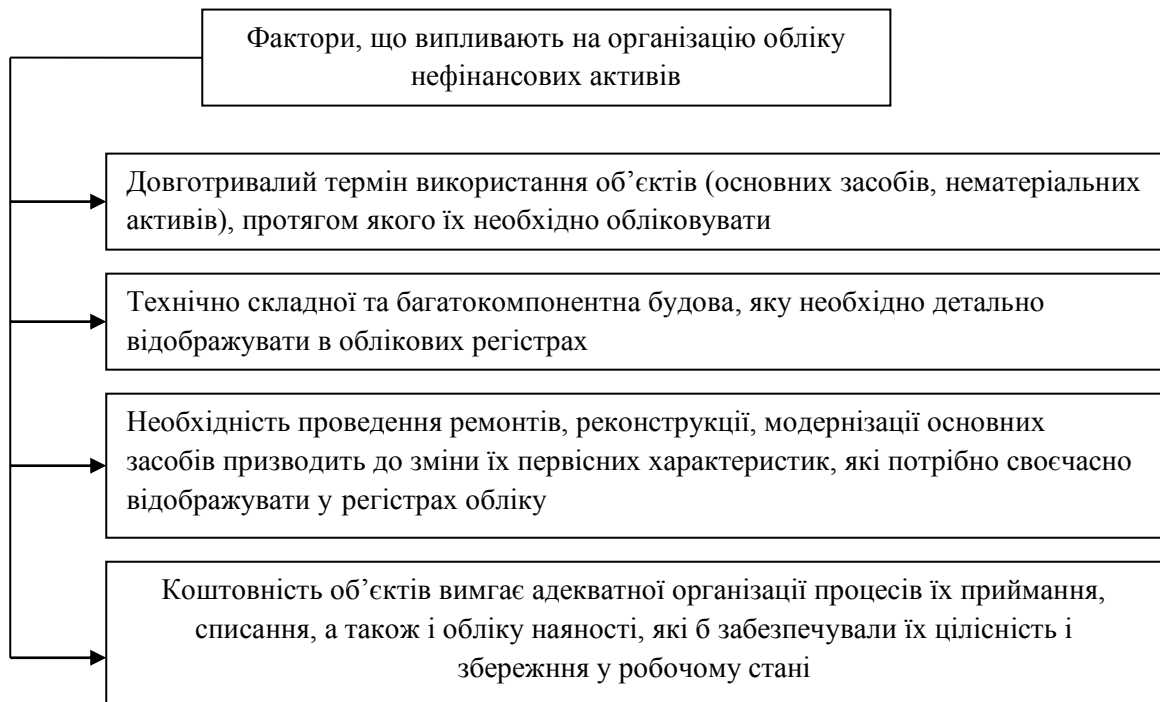 Фактори, що випливають на організацію обліку
нефінансових активів
Довготривалий термін використання об’єктів (основних засобів, нематеріальних
активів), протягом якого їх необхідно обліковувати
Технічно складної та багатокомпонентна будова, яку необхідно детально
відображувати в облікових регістрах
Необхідність проведення ремонтів, реконструкції, модернізації основних
засобів призводить до зміни їх первісних характеристик, які потрібно своєчасно
відображувати у регістрах обліку
Коштовність об’єктів вимгає адекватної організації процесів їх приймання,
списання, а також і обліку наяності, які б забезпечували їх цілісність і
збережння у робочому стані